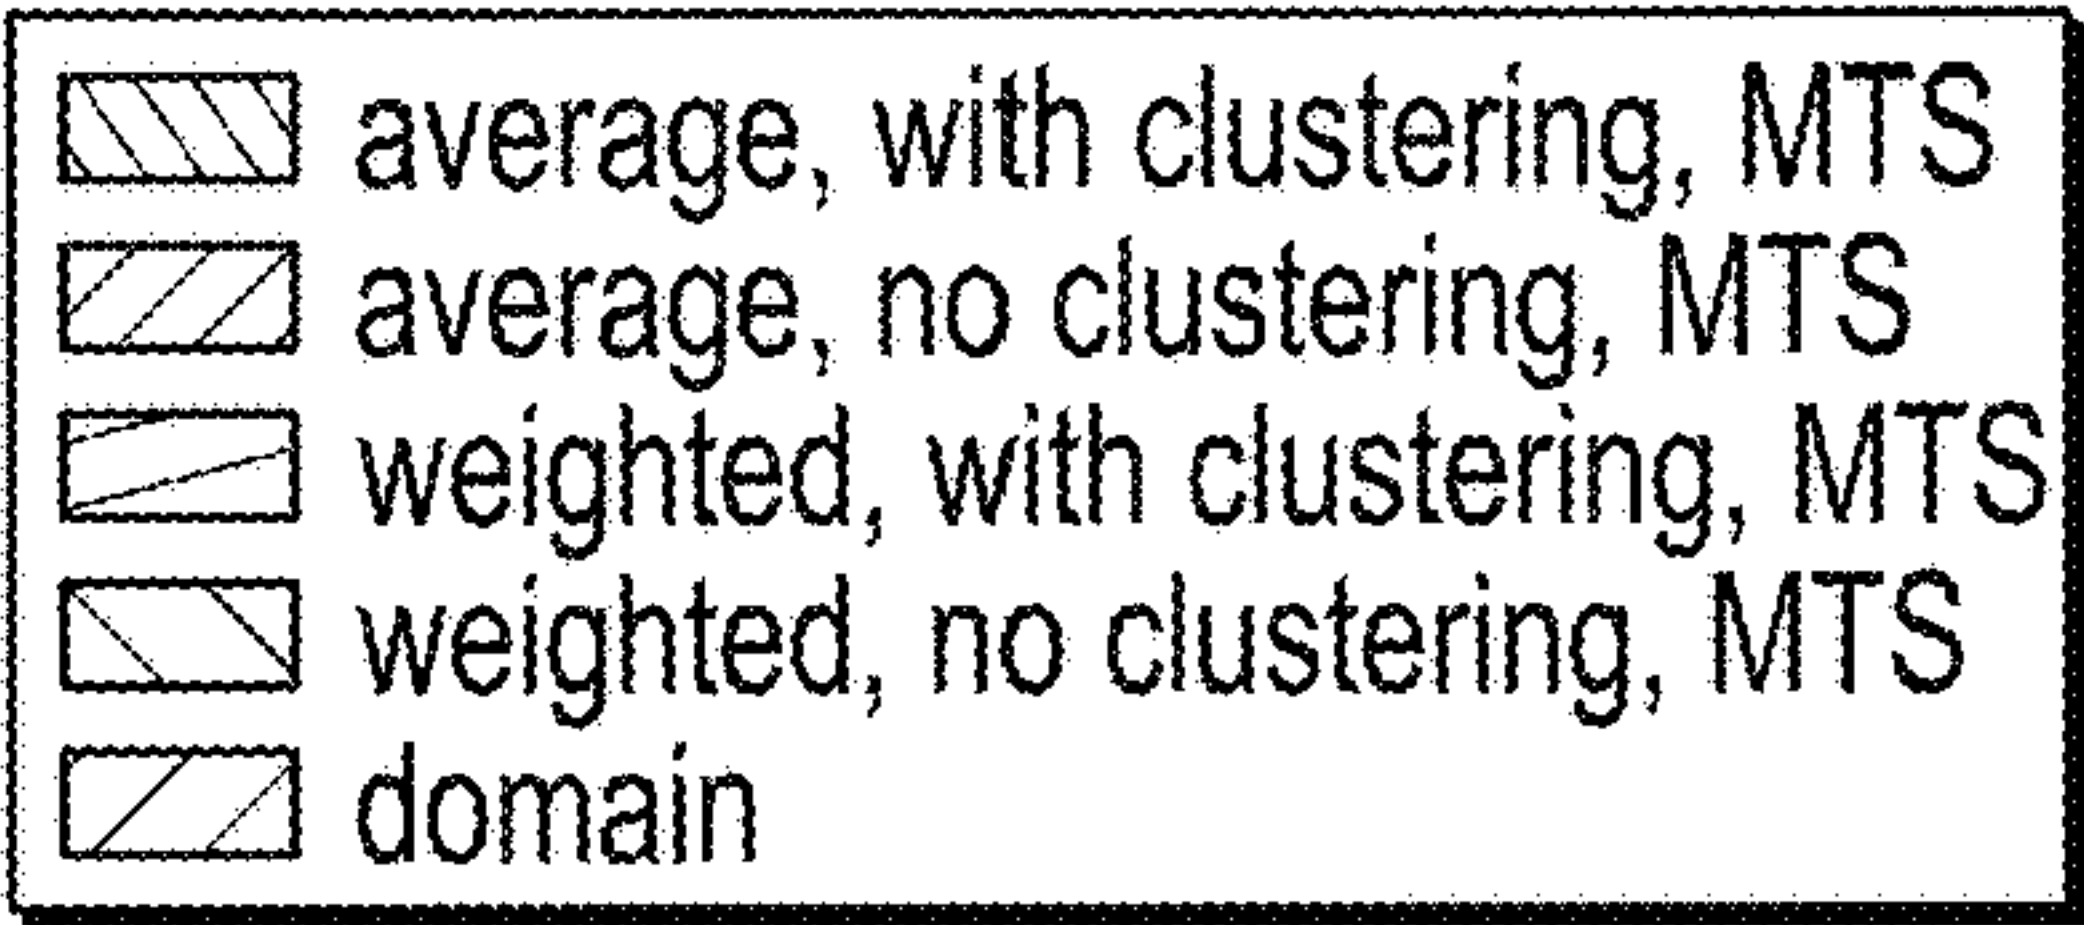 average, with clustering, MTS
average, no clustering, MTS
weighted, with clustering, MTS
weighted, no clustering, MTS
domain